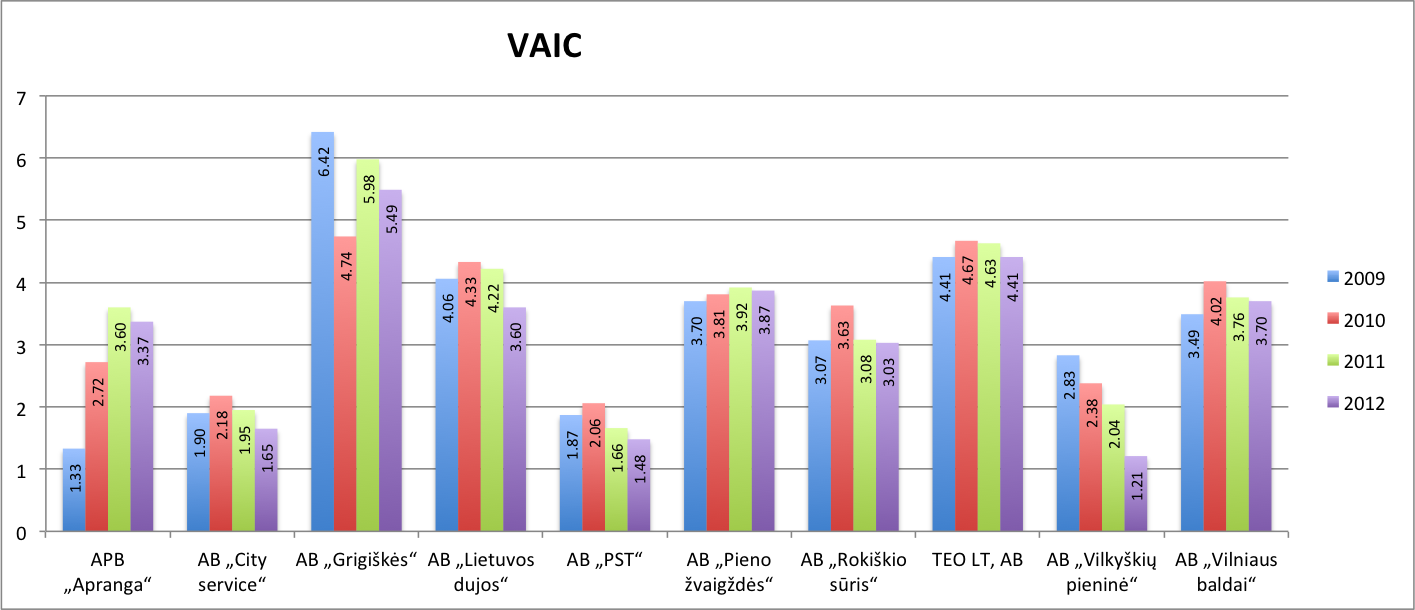 VAIC
7
6
5
4
3
2
1
0
1.33
2.72
3.60
3.37
1.90
2.18
1.95
1.65
6.42
4.74
5.98
5.49
4.06
4.33
4.22
3.60
1.87
2.06
1.66
1.48
3.70
3.81
3.92
3.87
3.07
3.63
3.08
3.03
4.41
4.67
4.63
4.41
2.83
2.38
2.04
1.21
3.49
4.02
3.76
3.70
APB
„Apranga“
AB „City
service“
AB „Grigiškės“
AB „Lietuvos
dujos“
AB „PST“
AB „Pieno
žvaigždės“
AB „Rokiškio
sūris“
TEO LT, AB
AB „Vilkyškių
pieninė“
AB „Vilniaus
baldai“
2009
2010
2011
2012